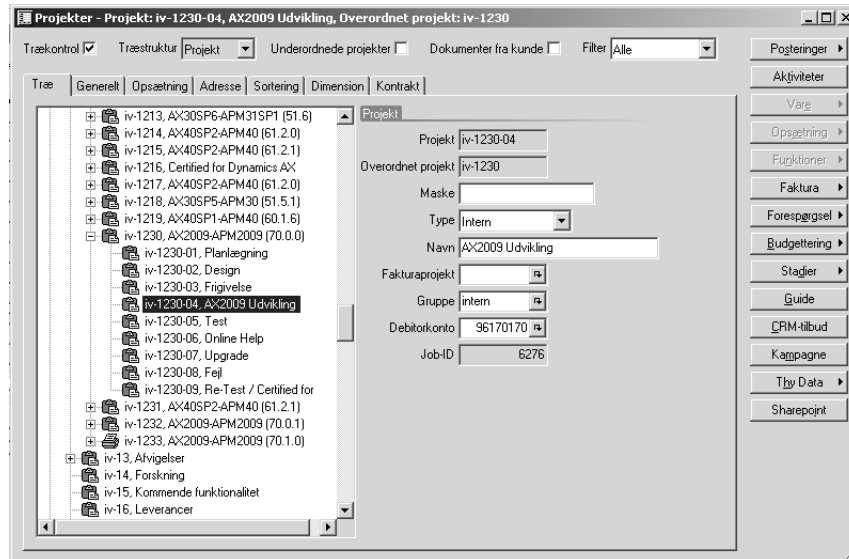 Projekter - Projekt: iv-1230-04, AX2009 Udvikling, Overordnet projekt: iv-1230
Trækontrol Træstruktur Projekt Underordnede projekter Dokumenter fra kunde Filter Alle
Træ Generelt Opsætning Adresse Sortering Dimension Kontrakt
iv-1213, AX30SP6-APM31SP1 (51.6)
iv-1214, AX40SP2-APM40 (61.2.0)
iv-1215, AX40SP2-APM40 (61.2.1)
iv-1216, Certified for Dynamics AX
iv-1217, AX40SP2-APM40 (61.2.0)
iv-1218, AX30SP5-APM30 (51.5.1)
iv-1219, AX40SP1-APM40 (60.1.6)
iv-1230, AX2009-APM2009 (70.0.0)
iv-1230-01, Planlægning
iv-1230-02, Design
iv-1230-03, Frigivelse
iv-1230-04, AX2009 Udvikling
iv-1230-05, Test
iv-1230-06, Online Help
iv-1230-07, Upgrade
iv-1230-08, Fejl
iv-1230-09, Re-Test / Certified for
iv-1231, AX40SP2-APM40 (61.2.1)
iv-1232, AX2009-APM2009 (70.0.1)
iv-1233, AX2009-APM2009 (70.1.0)
iv-13, Afvigelser
iv-14, Forskning
iv-15, Kommende funktionalitet
iv-16, Leverancer
Projekt
Projekt iv-1230-04
Overordnet projekt iv-1230
Maske
Type Intern
Navn AX2009 Udvikling
Fakturaprojekt
Gruppe intern
Debitorkonto 96170170
Job-ID 6276
Posteringer
Aktiviteter
Vare
Opsætning
Funktioner
Faktura
Forespørgsel
Budgettering
Stadier
Guide
CRM-tilbud
Kampagne
Thy Data
Sharepoint